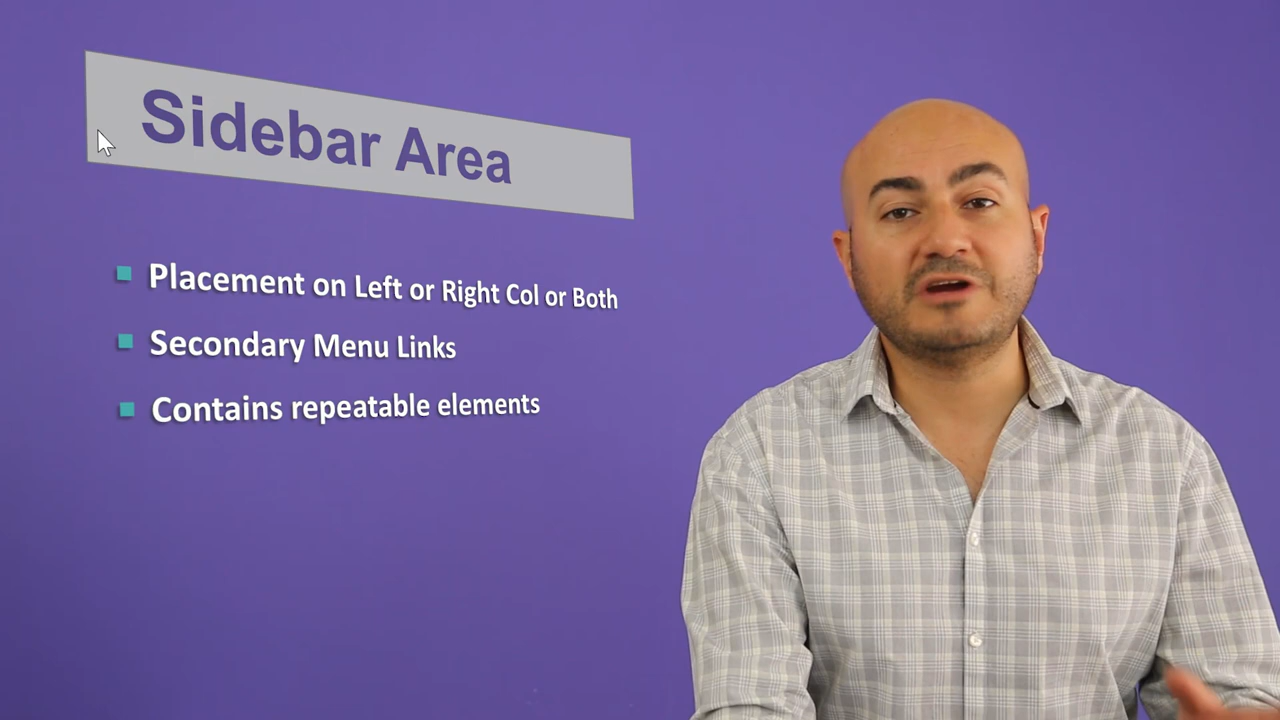 Sidebar Area
Placement on Left or Right Col or Both
Secondary Menu Links
Contains repeatable elements